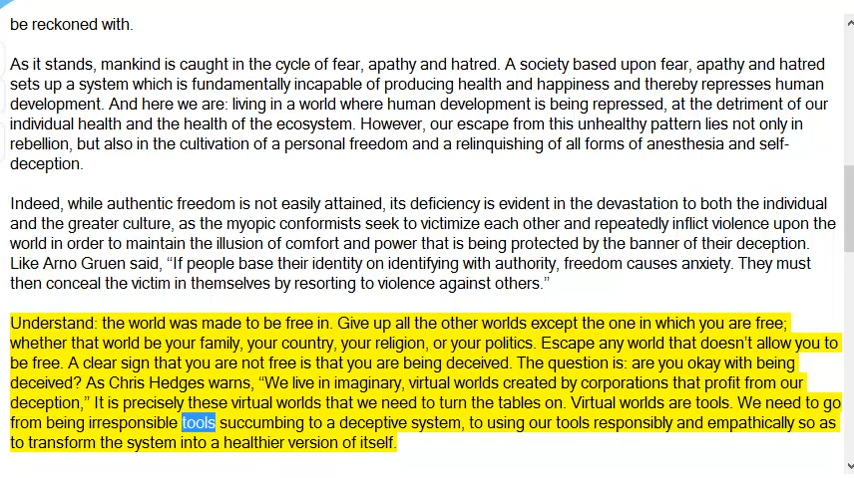 be reckoned with.
As it stands, mankind is caught in the cycle of fear, apathy and hatred. A society based upon fear, apathy and hatred
sets up a system which is fundamentally incapable of producing health and happiness and thereby represses human
development. And here we are: living in a world where human development is being repressed, at the detriment of our
individual health and the health of the ecosystem. However, our escape from this unhealthy pattern lies not only in
rebellion, but also in the cultivation of a personal freedom and a relinquishing of all forms of anesthesia and self-
deception.
Indeed, while authentic freedom is not easily attained, its deficiency is evident in the devastation to both the individual
and the greater culture, as the myopic conformists seek to victimize each other and repeatedly inflict violence upon the
world in order to maintain the illusion of comfort and power that is being protected by the banner of their deception.
Like Arno Gruen said, “If people base their identity on identifying with authority, freedom causes anxiety. They must
then conceal the victim in themselves by resorting to violence against others.”
Understand: the world was made to be free in. Give up all the other worlds except the one in which you are free;
whether that world be your family, your country, your religion, or your politics. Escape any world that doesn’t allow you to
be free. A clear sign that you are not free is that you are being deceived. The question is: are you okay with being
deceived? As Chris Hedges warns, “We live in imaginary, virtual worlds created by corporations that profit from our
deception,” It is precisely these virtual worlds that we need to turn the tables on. Virtual worlds are tools. We need to go
from being irresponsible tools succumbing to a deceptive system, to using our tools responsibly and empathically so as
to transform the system into a healthier version of itself.